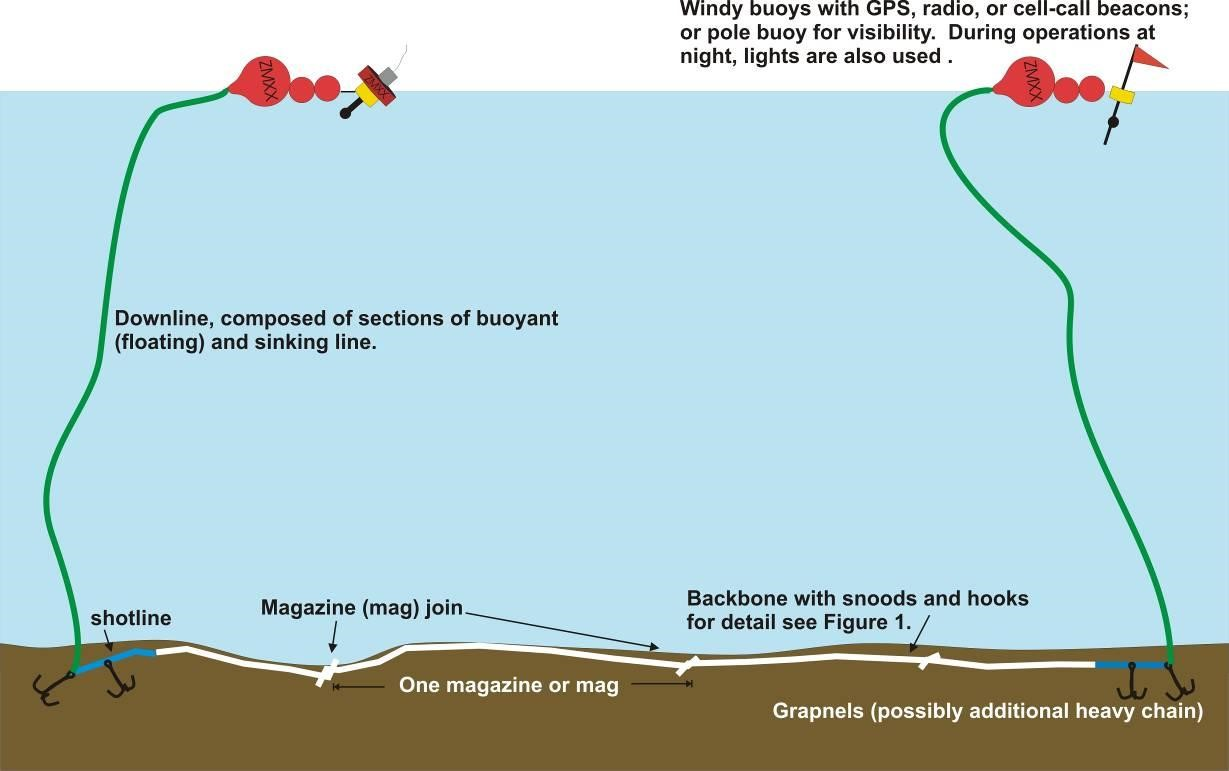 Windy buoys with GPS, radio, or cell-call beacons;
or pole buoy for visibility.  During operations at
night, lights are also used .
ZMXX
ZMXX
ZMXX
Downline, composed of sections of buoyant
(floating) and sinking line.
shotline
Magazine (mag) join
Backbone with snoods and hooks
for detail see Figure 1.
One magazine or mag
Grapnels (possibly additional heavy chain)